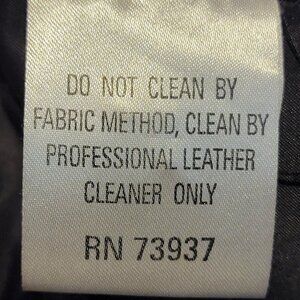 DO NOT CLEAN BY
FABRIC METHOD, CLEAN BY
PROFESSIONAL LEATHER
CLEANER ONLY
RN 73937